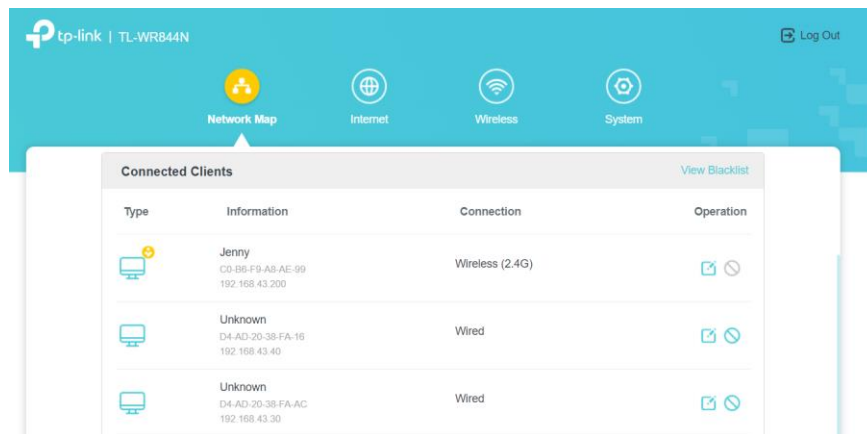 tp-link | TL-WR844N
Log Out
Network Map Internet Wireless System
Connected Clients View Blacklist
Type Information Connection Operation
Jenny
C0-B6-F9-A8-AE-99
192.168.43.200
Wireless (2.4G)
Unknown
D4-AD-20-38-FA-16
192.168.43.40
Wired
Unknown
D4-AD-20-38-FA-AC
192.168.43.30
Wired